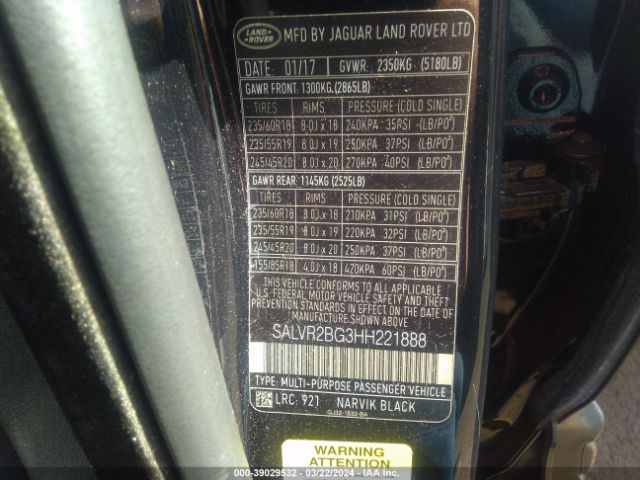 LAND ROVER
MFD BY JAGUAR LAND ROVER LTD
DATE 01/17 GVWR 2350KG (5180LB)
GAWR FRONT 1300KG.(2865LB)
TIRES RIMS PRESSURE (COLD SINGLE)
235/60R18 8.0J x 18 240KPA 35PSI (LB/PO²)
235/55R19 8.0J x 19 250KPA 37PSI (LB/PO²)
245/45R20 8.0J x 20 270KPA 40PSI (LB/PO²)
GAWR REAR 1145KG (2525LB)
TIRES RIMS PRESSURE (COLD SINGLE)
235/60R18 8.0J x 18 210KPA 31PSI (LB/PO²)
235/55R19 8.0J x 19 220KPA 32PSI (LB/PO²)
245/45R20 8.0J x 20 250KPA 37PSI (LB/PO²)
155/85R18 4.0J x 18 420KPA 60PSI (LB/PO²)
THIS VEHICLE CONFORMS TO ALL APPLICABLE
U.S. FEDERAL MOTOR VEHICLE SAFETY AND THEFT
PREVENTION STANDARDS IN EFFECT ON THE DATE
OF MANUFACTURE SHOWN ABOVE
SALVR2BG3HH221888
TYPE: MULTI-PURPOSE PASSENGER VEHICLE
LRC: 921 NARVIK BLACK
GJ32-1532-BA
WARNING
ATTENTION
IAA 000-39029532 - 03/22/2024 - IAAI.COM